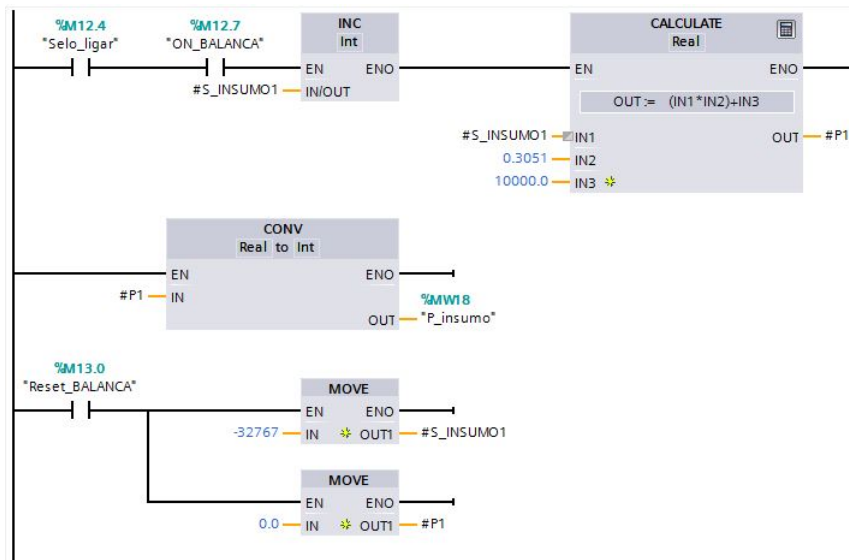 %M12.4 %M12.7 INC CALCULATE
"Selo_ligar" "ON_BALANCA" Int Real
EN ENO EN ENO
#S_INSUMO1 IN/OUT
OUT := (IN1*IN2)+IN3
#S_INSUMO1 IN1 OUT #P1
0.3051 IN2
10000.0 IN3
CONV
Real to Int
EN ENO
#P1 IN %MW18
OUT "P_insumo"
%M13.0
"Reset_BALANCA" MOVE
EN ENO
-32767 IN OUT1 #S_INSUMO1
MOVE
EN ENO
0.0 IN OUT1 #P1